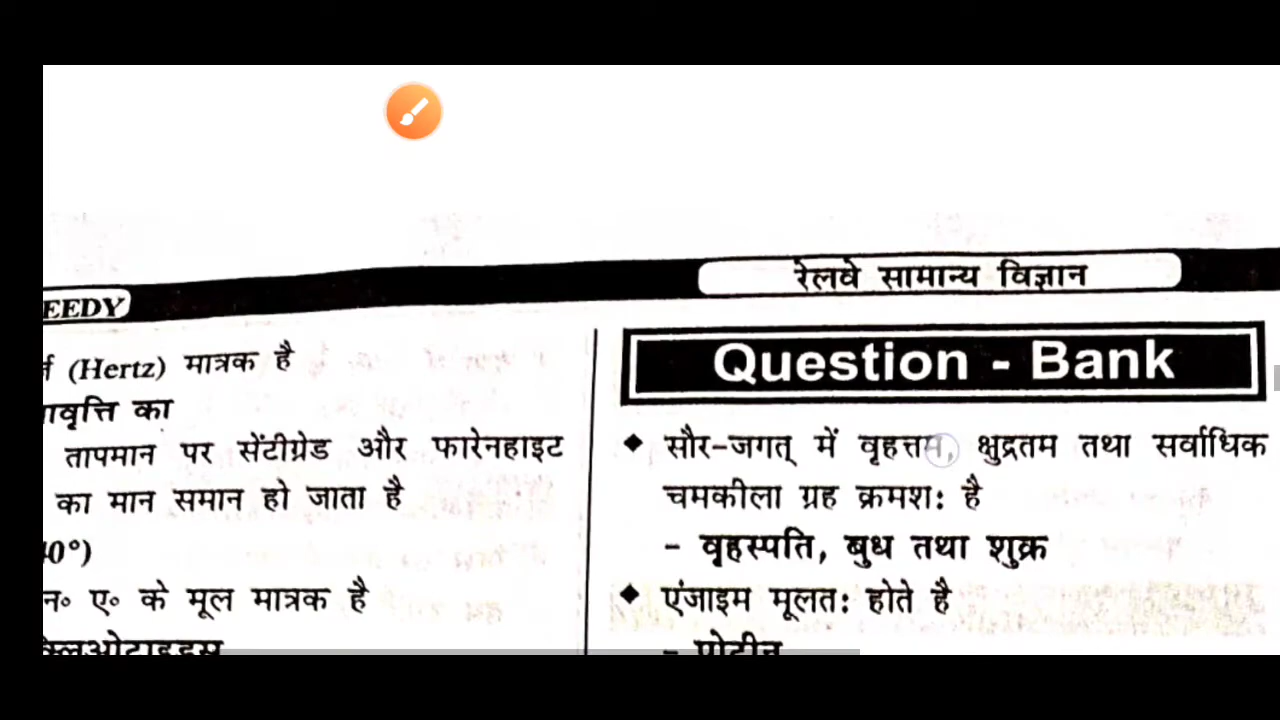 रेलवे सामान्य विज्ञान
EEDY
(Hertz) मात्रक है
का
तापमान पर सेंटीग्रेड और फारेनहाइट
का मान समान हो जाता है
40°)
न॰ ए॰ के मूल मात्रक है
Question - Bank
◆ सौर-जगत् में वृहत्तम, क्षुद्रतम तथा सर्वाधिक
चमकीला ग्रह क्रमश: है
- वृहस्पति, बुध तथा शुक्र
◆ एंजाइम मूलत: होते है
- प्रोटीन